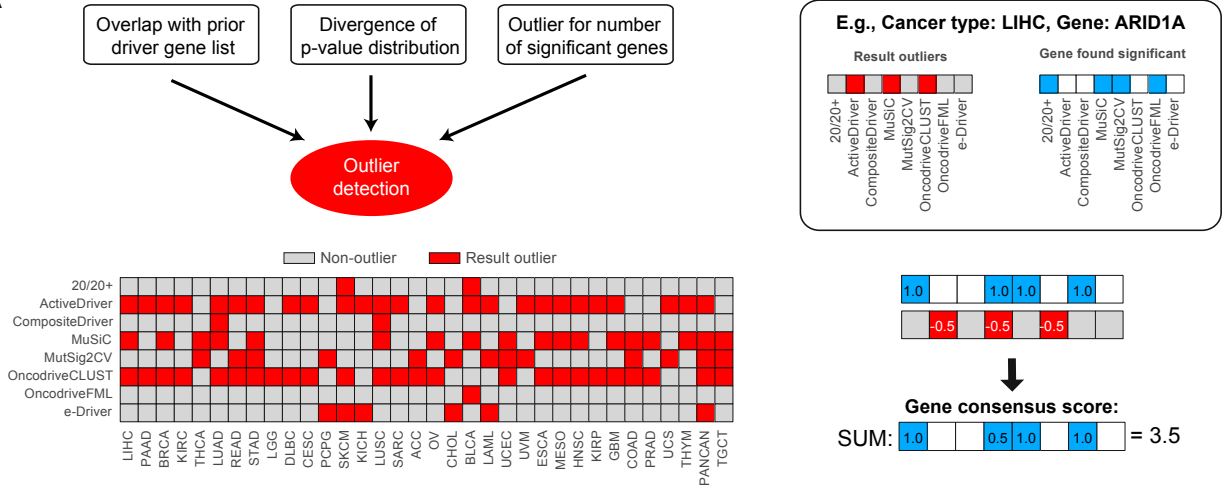 Overlap with prior
driver gene list
Divergence of
p-value distribution
Outlier for number
of significant genes
Outlier
detection
Non-outlier
Result outlier
20/20+
ActiveDriver
CompositeDriver
MuSiC
MutSig2CV
OncodriveCLUST
OncodriveFML
e-Driver
LIHC
PAAD
BRCA
KIRC
THCA
LUAD
READ
STAD
LGG
DLBC
CESC
PCPG
SKCM
KICH
LUSC
SARC
ACC
OV
CHOL
BLCA
LAML
UCEC
UVM
ESCA
MESO
HNSC
KIRP
GBM
COAD
PRAD
UCS
THYM
PANCAN
TGCT
E.g., Cancer type: LIHC, Gene: ARID1A
Result outliers
20/20+
ActiveDriver
CompositeDriver
MuSiC
MutSig2CV
OncodriveCLUST
OncodriveFML
e-Driver
Gene found significant
20/20+
ActiveDriver
CompositeDriver
MuSiC
MutSig2CV
OncodriveCLUST
OncodriveFML
e-Driver
1.0 1.0 1.0 1.0
-0.5 -0.5 -0.5
Gene consensus score:
SUM: 1.0 0.5 1.0 1.0 = 3.5